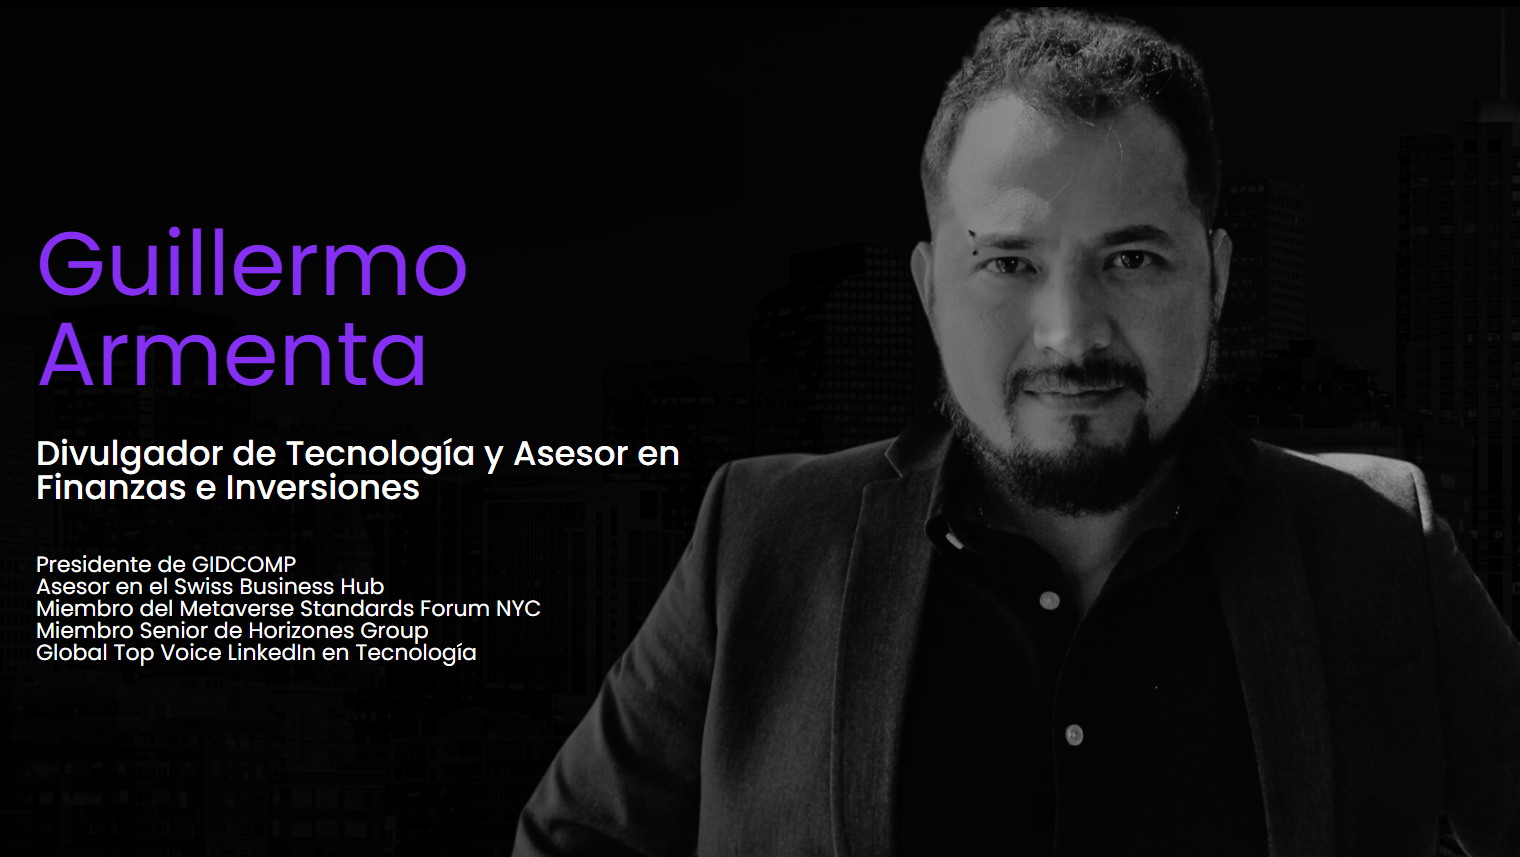 Guillermo
Armenta
Divulgador de Tecnología y Asesor en
Finanzas e Inversiones
Presidente de GIDCOMP
Asesor en el Swiss Business Hub
Miembro del Metaverse Standards Forum NYC
Miembro Senior de Horizones Group
Global Top Voice LinkedIn en Tecnología